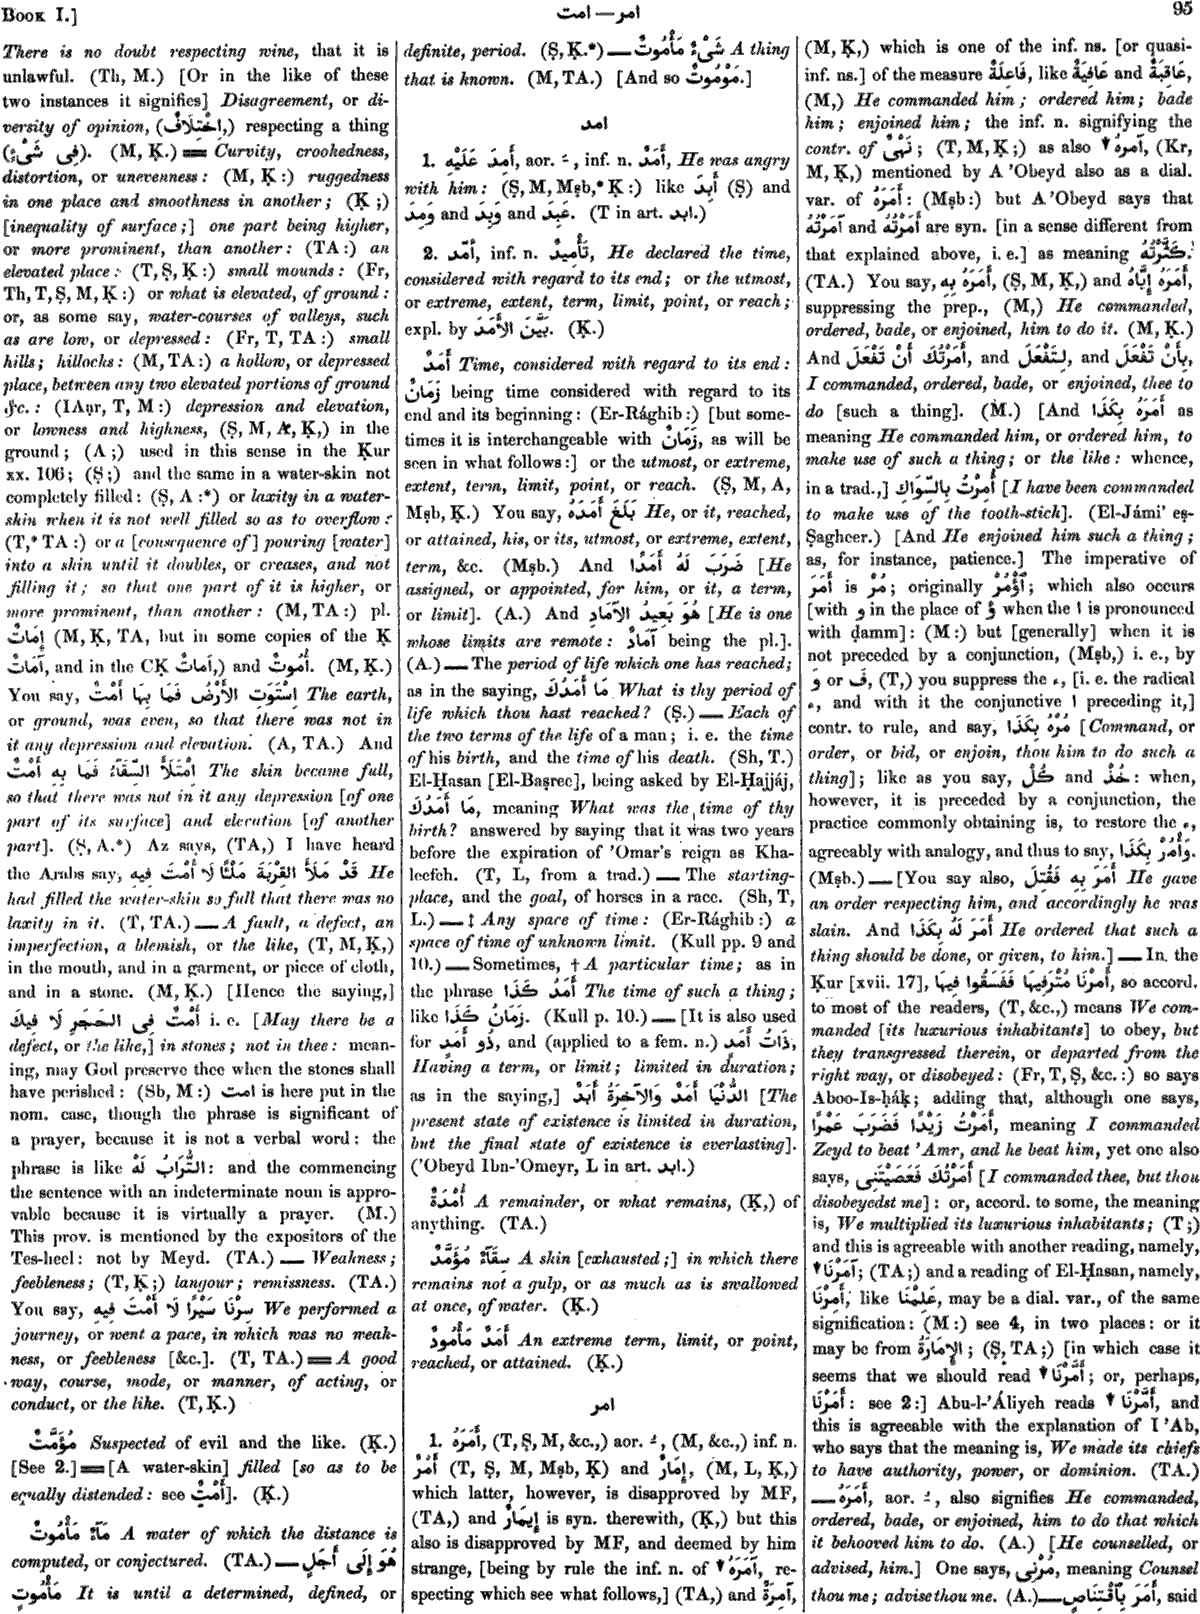 BOOK I.]
امت — امر
95
There is no doubt respecting wine, that it is
unlawful. (Th, M.) [Or in the like of these
two instances it signifies] Disagreement, or di-
versity of opinion, (اِخْتِلَافٌ,) respecting a thing
(فِى شَىْءٍ). (M, Ḳ.) ═ Curvity, crookedness,
distortion, or unevenness: (M, Ḳ:) ruggedness
in one place and smoothness in another; (Ḳ;)
[inequality of surface;] one part being higher,
or more prominent, than another: (TA:) an
elevated place: (T, Ṣ, Ḳ:) small mounds: (Fr,
Th, T, Ṣ, M, Ḳ:) or what is elevated, of ground:
or, as some say, water-courses of valleys, such
as are low, or depressed: (Fr, T, TA:) small
hills; hillocks: (M, TA:) a hollow, or depressed
place, between any two elevated portions of ground
&c.: (IAạr, T, M:) depression and elevation,
or lowness and highness, (Ṣ, M, A, Ḳ,) in the
ground; (A;) used in this sense in the Ḳur
xx. 106; (Ṣ;) and the same in a water-skin not
completely filled: (Ṣ, A:*) or laxity in a water-
skin when it is not well filled so as to overflow:
(T,* TA:) or a [consequence of] pouring [water]
into a skin until it doubles, or creases, and not
filling it; so that one part of it is higher, or
more prominent, than another: (M, TA:) pl.
إِمَاتٌ (M, Ḳ, TA, but in some copies of the Ḳ
آمَاتٌ, and in the CḲ اَماتٌ,) and أُمُوتٌ. (M, Ḳ.)
You say, اِسْتَوَتِ الأَرْضُ فَمَا بِهَا أَمْتٌ The earth,
or ground, was even, so that there was not in
it any depression and elevation. (A, TA.) And
اِمْتَلَأَ السِّقَآءُ فَمَا بِهِ أَمْتٌ The skin became full,
so that there was not in it any depression [of one
part of its surface] and elevation [of another
part]. (Ṣ, A.*) Az says, (TA,) I have heard
the Arabs say, قَدْ مَلَأَ القِرْبَةَ مَلْئًا لَا أَمْتَ فِيهِ He
had filled the water-skin so full that there was no
laxity in it. (T, TA.) — A fault, a defect, an
imperfection, a blemish, or the like, (T, M, Ḳ,)
in the mouth, and in a garment, or piece of cloth,
and in a stone. (M, Ḳ.) [Hence the saying,]
أَمْتٌ فِى الحَجَرِ لَا فِيكَ i. e. [May there be a
defect, or the like,] in stones; not in thee: mean-
ing, may God preserve thee when the stones shall
have perished: (Sb, M:) امت is here put in the
nom. case, though the phrase is significant of
a prayer, because it is not a verbal word: the
phrase is like التُّرَابُ لَهُ: and the commencing
the sentence with an indeterminate noun is appro-
vable because it is virtually a prayer. (M.)
This prov. is mentioned by the expositors of the
Tes-heel: not by Meyd. (TA.) — Weakness;
feebleness; (T, Ḳ;) langour; remissness. (TA.)
You say, سِرْنَا سَيْرًا لَا أَمْتَ فِيهِ We performed a
journey, or went a pace, in which was no weak-
ness, or feebleness [&c.]. (T, TA.) ═ A good
way, course, mode, or manner, of acting, or
conduct, or the like. (T, Ḳ.)
مُؤَمَّتٌ Suspected of evil and the like. (Ḳ.)
[See 2.] ═ [A water-skin] filled [so as to be
equally distended: see أَمْتٌ]. (Ḳ.)
مَآءٌ مَأْمُوتٌ A water of which the distance is
computed, or conjectured. (TA.) — هُوَ إِلَى أَجَلٍ
مَأْمُوتٍ It is until a determined, defined, or
definite, period. (Ṣ, Ḳ.*) — شَىْءٌ مَأْمُوتٌ A thing
that is known. (M, TA.) [And so مَوْمُوتٌ.]
امد
1. أَمِدَ عَلَيْهِ, aor. ـَ, inf. n. أَمَدٌ, He was angry
with him: (Ṣ, M, Mṣb,* Ḳ:) like أَبِدَ (Ṣ) and
وَمِدَ and وَبِدَ and عَبِدَ. (T in art. ابد.)
2. أمّد, inf. n. تَأْمِيدٌ, He declared the time,
considered with regard to its end; or the utmost,
or extreme, extent, term, limit, point, or reach;
expl. by بَيَّنَ الأَمَدَ. (Ḳ.)
أَمَدٌ Time, considered with regard to its end:
زَمَانٌ being time considered with regard to its
end and its beginning: (Er-Rághib:) [but some-
times it is interchangeable with زَمَانٌ, as will be
seen in what follows:] or the utmost, or extreme,
extent, term, limit, point, or reach. (Ṣ, M, A,
Mṣb, Ḳ.) You say, بَلَغَ أَمَدَهُ He, or it, reached,
or attained, his, or its, utmost, or extreme, extent,
term, &c. (Mṣb.) And ضَرَبَ لَهُ أَمَدًا [He
assigned, or appointed, for him, or it, a term,
or limit]. (A.) And هُوَ بَعِيدُ الآمَادِ [He is one
whose limits are remote: آمَادٌ being the pl.].
(A.) — The period of life which one has reached;
as in the saying, مَا أَمَدُكَ What is thy period of
life which thou hast reached? (Ṣ.) — Each of
the two terms of the life of a man; i. e. the time
of his birth, and the time of his death. (Sh, T.)
El-Ḥasan [El-Baṣree], being asked by El-Ḥajjáj,
مَا أَمَدُكَ, meaning What was the time of thy
birth? answered by saying that it was two years
before the expiration of 'Omar's reign as Kha-
leefeh. (T, L, from a trad.) — The starting-
place, and the goal, of horses in a race. (Sh, T,
L.) — ‡ Any space of time: (Er-Rághib:) a
space of time of unknown limit. (Kull pp. 9 and
10.) — Sometimes, † A particular time; as in
the phrase أَمَدُ كَذَا The time of such a thing;
like زَمَانُ كَذَا. (Kull p. 10.) — [It is also used
for ذُو أَمَدٍ, and (applied to a fem. n.) ذَاتُ أَمَدٍ,
Having a term, or limit; limited in duration;
as in the saying,] الدُّنْيَا أَمَدٌ وَالآخِرَةُ أَبَدٌ [The
present state of existence is limited in duration,
but the final state of existence is everlasting].
('Obeyd Ibn-'Omeyr, L in art. ابد.)
أُمْدَةٌ A remainder, or what remains, (Ḳ,) of
anything. (TA.)
سِقَآءٌ مُؤَمَّدٌ A skin [exhausted;] in which there
remains not a gulp, or as much as is swallowed
at once, of water. (Ḳ.)
أَمَدٌ مَأْمُودٌ An extreme term, limit, or point,
reached, or attained. (Ḳ.)
امر
1. أَمَرَهُ, (T, Ṣ, M, &c.,) aor. ـُ, (M, &c.,) inf. n.
أَمْرٌ (T, Ṣ, M, Mṣb, Ḳ) and إِمَارٌ, (M, L, Ḳ,)
which latter, however, is disapproved by MF,
(TA,) and إِيمَارٌ is syn. therewith, (Ḳ,) but this
also is disapproved by MF, and deemed by him
strange, [being by rule the inf. n. of ▼ آمَرَهُ, re-
specting which see what follows,] (TA,) and آمِرَةٌ,
(M, Ḳ,) which is one of the inf. ns. [or quasi-
inf. ns.] of the measure فَاعِلَةٌ, like عَافِيَةٌ and عَاقِبَةٌ,
(M,) He commanded him; ordered him; bade
him; enjoined him; the inf. n. signifying the
contr. of نَهْىٌ; (T, M, Ḳ;) as also ▼ آمرهُ, (Kr,
M, Ḳ,) mentioned by A 'Obeyd also as a dial.
var. of أَمَرَهُ: (Mṣb:) but A 'Obeyd says that
آمَرْتُهُ and أَمَرْتُهُ are syn. [in a sense different from
that explained above, i. e.] as meaning كَثَّرْتُهُ.
(TA.) You say, أَمَرَهُ بِهِ, (Ṣ, M, Ḳ,) and أَمَرَهُ إِيَّاهُ,
suppressing the prep., (M,) He commanded,
ordered, bade, or enjoined, him to do it. (M, Ḳ.)
And أَمَرْتُكَ أَنْ تَفْعَلَ, and لِتَفْعَلَ, and بِأَنْ تَفْعَلَ,
I commanded, ordered, bade, or enjoined, thee to
do [such a thing]. (M.) [And أَمَرَهُ بِكَذَا as
meaning He commanded him, or ordered him, to
make use of such a thing; or the like: whence,
in a trad.,] أُمِرْتُ بِالسِّوَاكِ [I have been commanded
to make use of the tooth-stick]. (El-Jámi' eṣ-
Ṣagheer.) [And He enjoined him such a thing;
as, for instance, patience.] The imperative of
أَمَرَ is مُرْ; originally اُؤْمُرْ; which also occurs
[with و in the place of ؤ when the ا is pronounced
with ḍamm]: (M:) but [generally] when it is
not preceded by a conjunction, (Mṣb,) i. e., by
و or ف, (T,) you suppress the ء, [i. e. the radical
ء, and with it the conjunctive ا preceding it,]
contr. to rule, and say, مُرْهُ بِكَذَا [Command, or
order, or bid, or enjoin, thou him to do such a
thing]; like as you say, كُلْ and خُذْ: when,
however, it is preceded by a conjunction, the
practice commonly obtaining is, to restore the ء,
agreeably with analogy, and thus to say, وَأْمُرْ بِكَذَا.
(Mṣb.) — [You say also, أَمَرَ بِهِ فَقُتِلَ He gave
an order respecting him, and accordingly he was
slain. And أَمَرَ لَهُ بِكَذَا He ordered that such a
thing should be done, or given, to him.] — In the
Ḳur [xvii. 17], أَمَرْنَا مُتْرَفِيهَا فَفَسَقُوا فِيهَا, so accord.
to most of the readers, (T, &c.,) means We com-
manded [its luxurious inhabitants] to obey, but
they transgressed therein, or departed from the
right way, or disobeyed: (Fr, T, Ṣ, &c.:) so says
Aboo-Is-ḥáḳ; adding that, although one says,
أَمَرْتُ زَيْدًا فَضَرَبَ عَمْرًا, meaning I commanded
Zeyd to beat 'Amr, and he beat him, yet one also
says, أَمَرْتُكَ فَعَصَيْتَنِى [I commanded thee, but thou
disobeyedst me]: or, accord. to some, the meaning
is, We multiplied its luxurious inhabitants; (T;)
and this is agreeable with another reading, namely,
▼ آمَرْنَا; (TA;) and a reading of El-Ḥasan, namely,
أَمِرْنَا, like عَلِمْنَا, may be a dial. var., of the same
signification: (M:) see 4, in two places: or it
may be from الإِمَارَةُ; (Ṣ, TA;) [in which case it
seems that we should read ▼ أَمَّرْنَا; or, perhaps,
أَمِرْنَا: see 2:] Abu-l-'Áliyeh reads ▼ أَمَّرْنَا, and
this is agreeable with the explanation of I 'Ab,
who says that the meaning is, We made its chiefs
to have authority, power, or dominion. (TA.)
— أَمَرَهُ, aor. ـُ, also signifies He commanded,
ordered, bade, or enjoined, him to do that which
it behooved him to do. (A.) [He counselled, or
advised, him.] One says, مُرْنِى, meaning Counsel
thou me; advise thou me. (A.) — أَمَرَ بِٱقْتِنَاصٍ, said